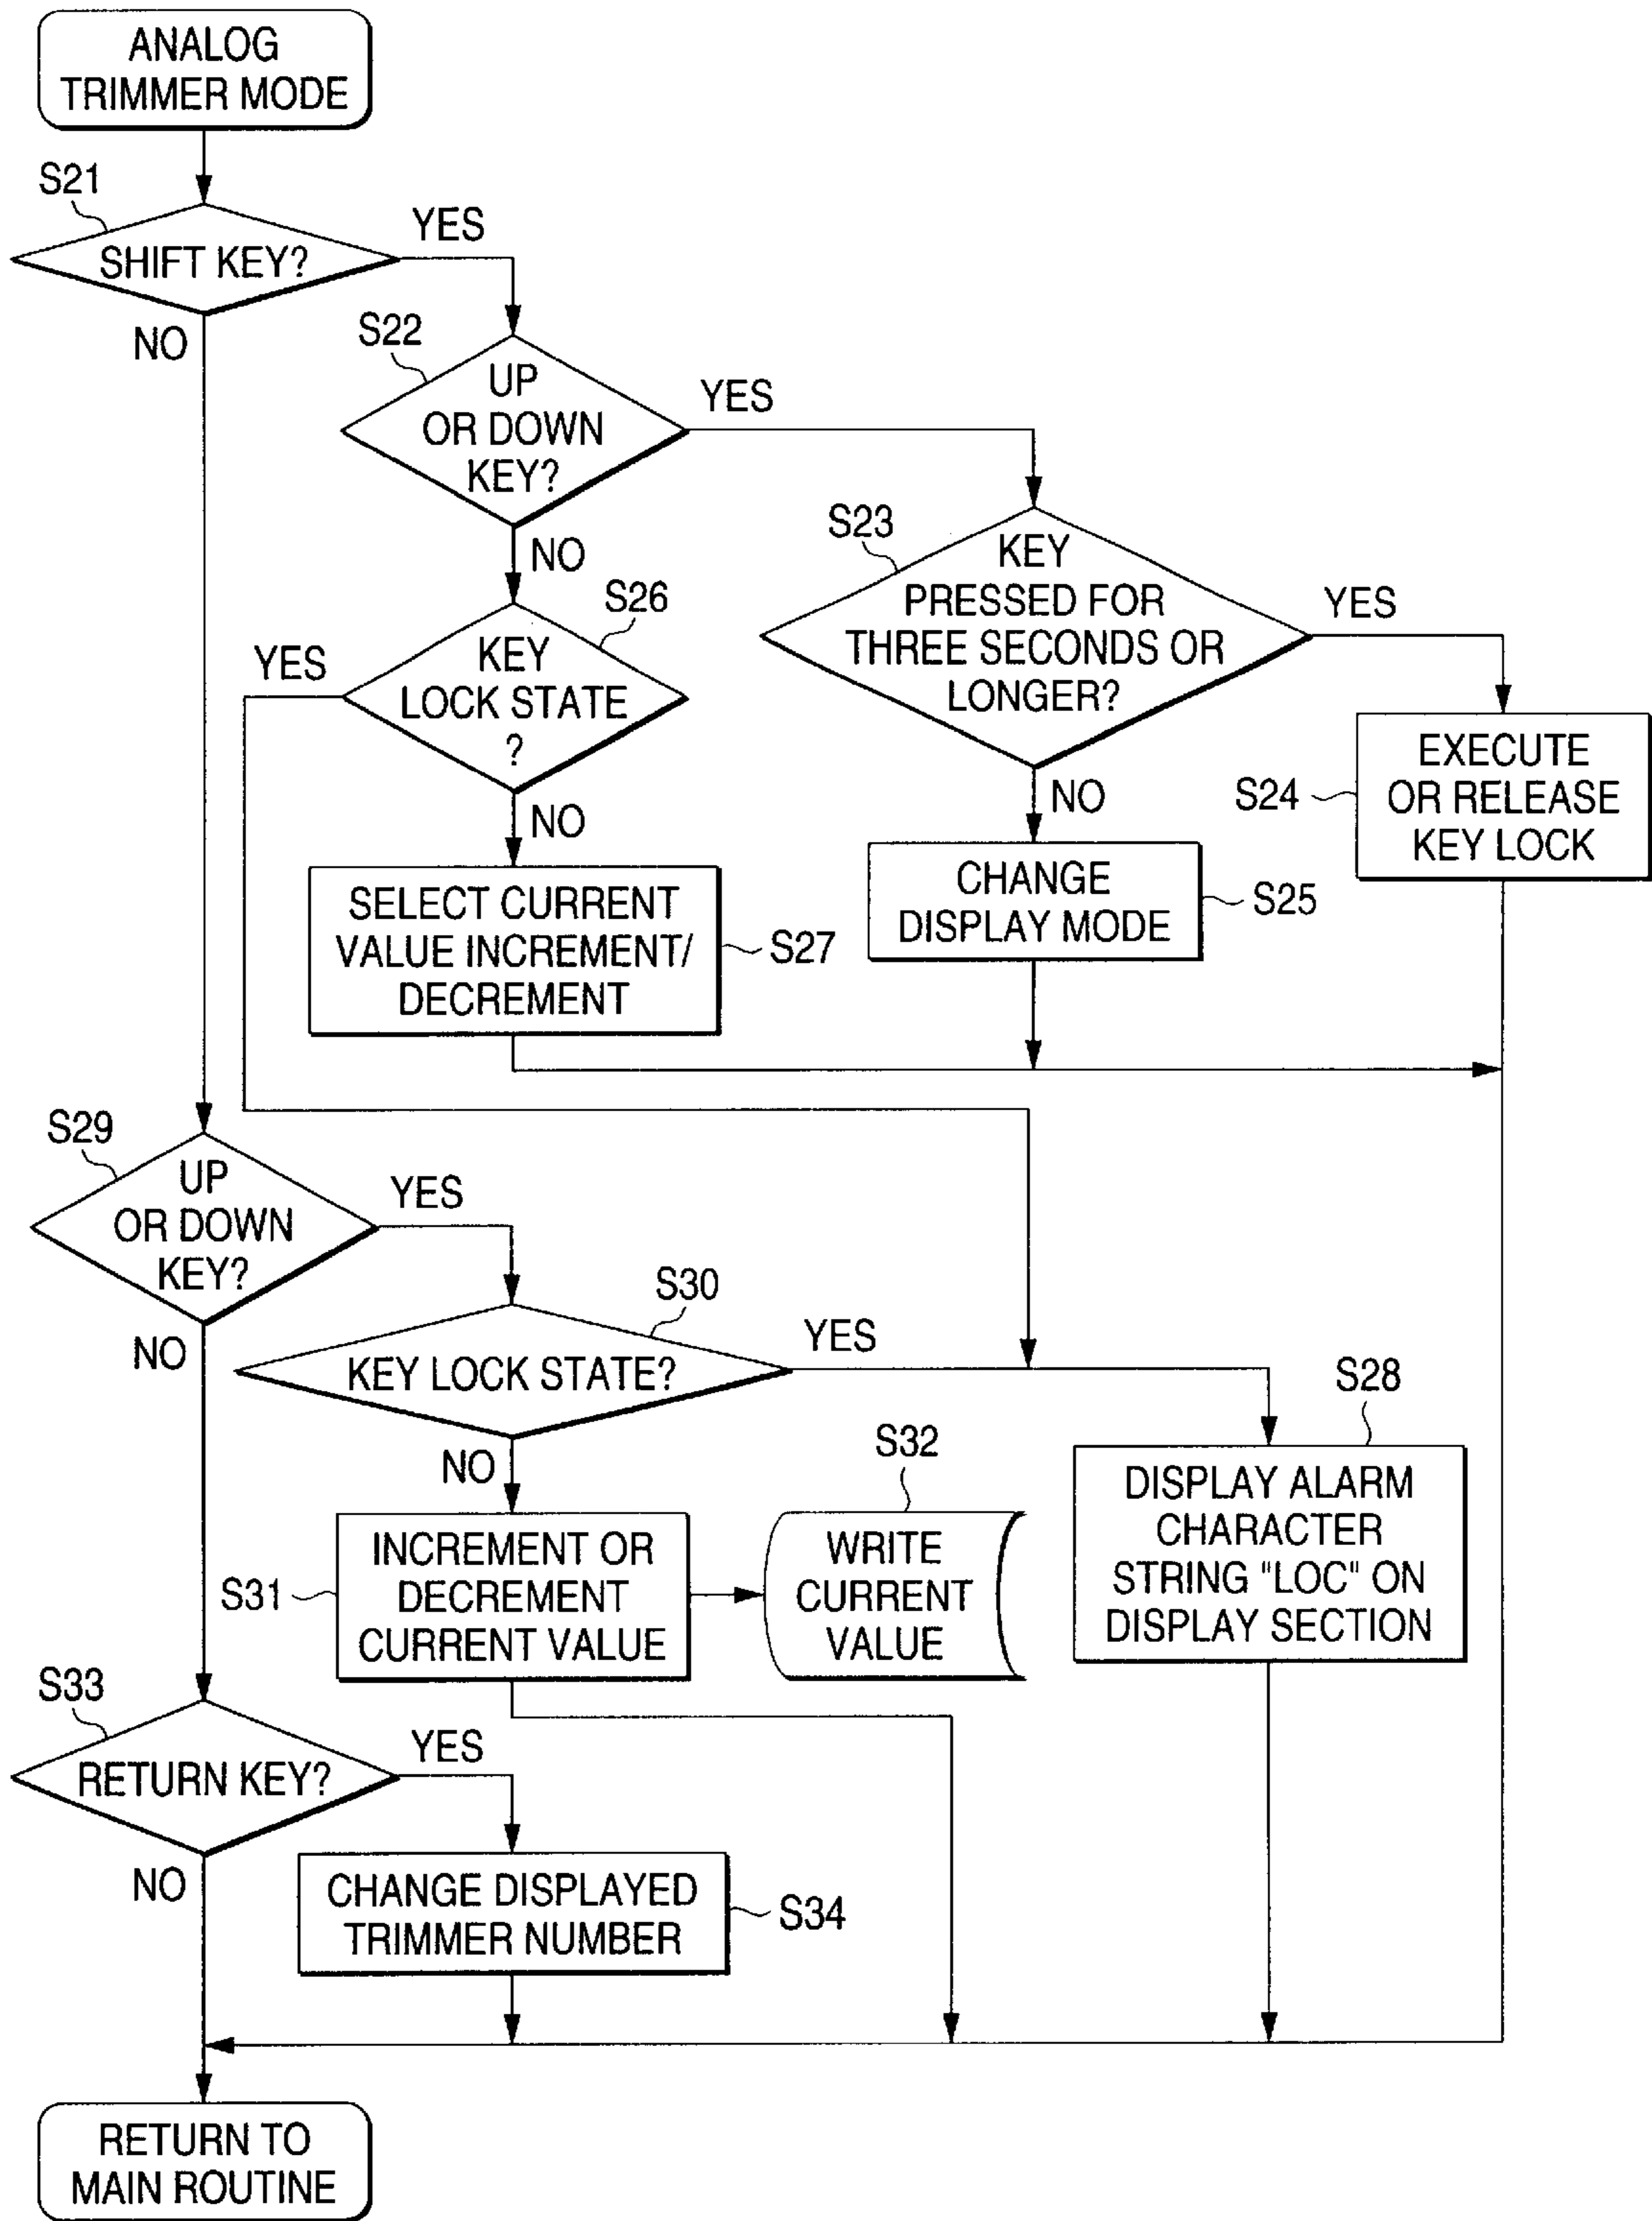 ANALOG
TRIMMER MODE
S21
SHIFT KEY?
YES
NO
S22
UP
OR DOWN
KEY?
YES
NO
S23
KEY
PRESSED FOR
THREE SECONDS OR
LONGER?
YES
NO
S24
EXECUTE
OR RELEASE
KEY LOCK
CHANGE
DISPLAY MODE
S25
S26
KEY
LOCK STATE
?
YES
NO
SELECT CURRENT
VALUE INCREMENT/
DECREMENT
S27
S29
UP
OR DOWN
KEY?
YES
NO
S30
KEY LOCK STATE?
YES
NO
S28
DISPLAY ALARM
CHARACTER
STRING "LOC" ON
DISPLAY SECTION
S31
INCREMENT OR
DECREMENT
CURRENT VALUE
S32
WRITE
CURRENT
VALUE
S33
RETURN KEY?
YES
NO
CHANGE DISPLAYED
TRIMMER NUMBER
S34
RETURN TO
MAIN ROUTINE